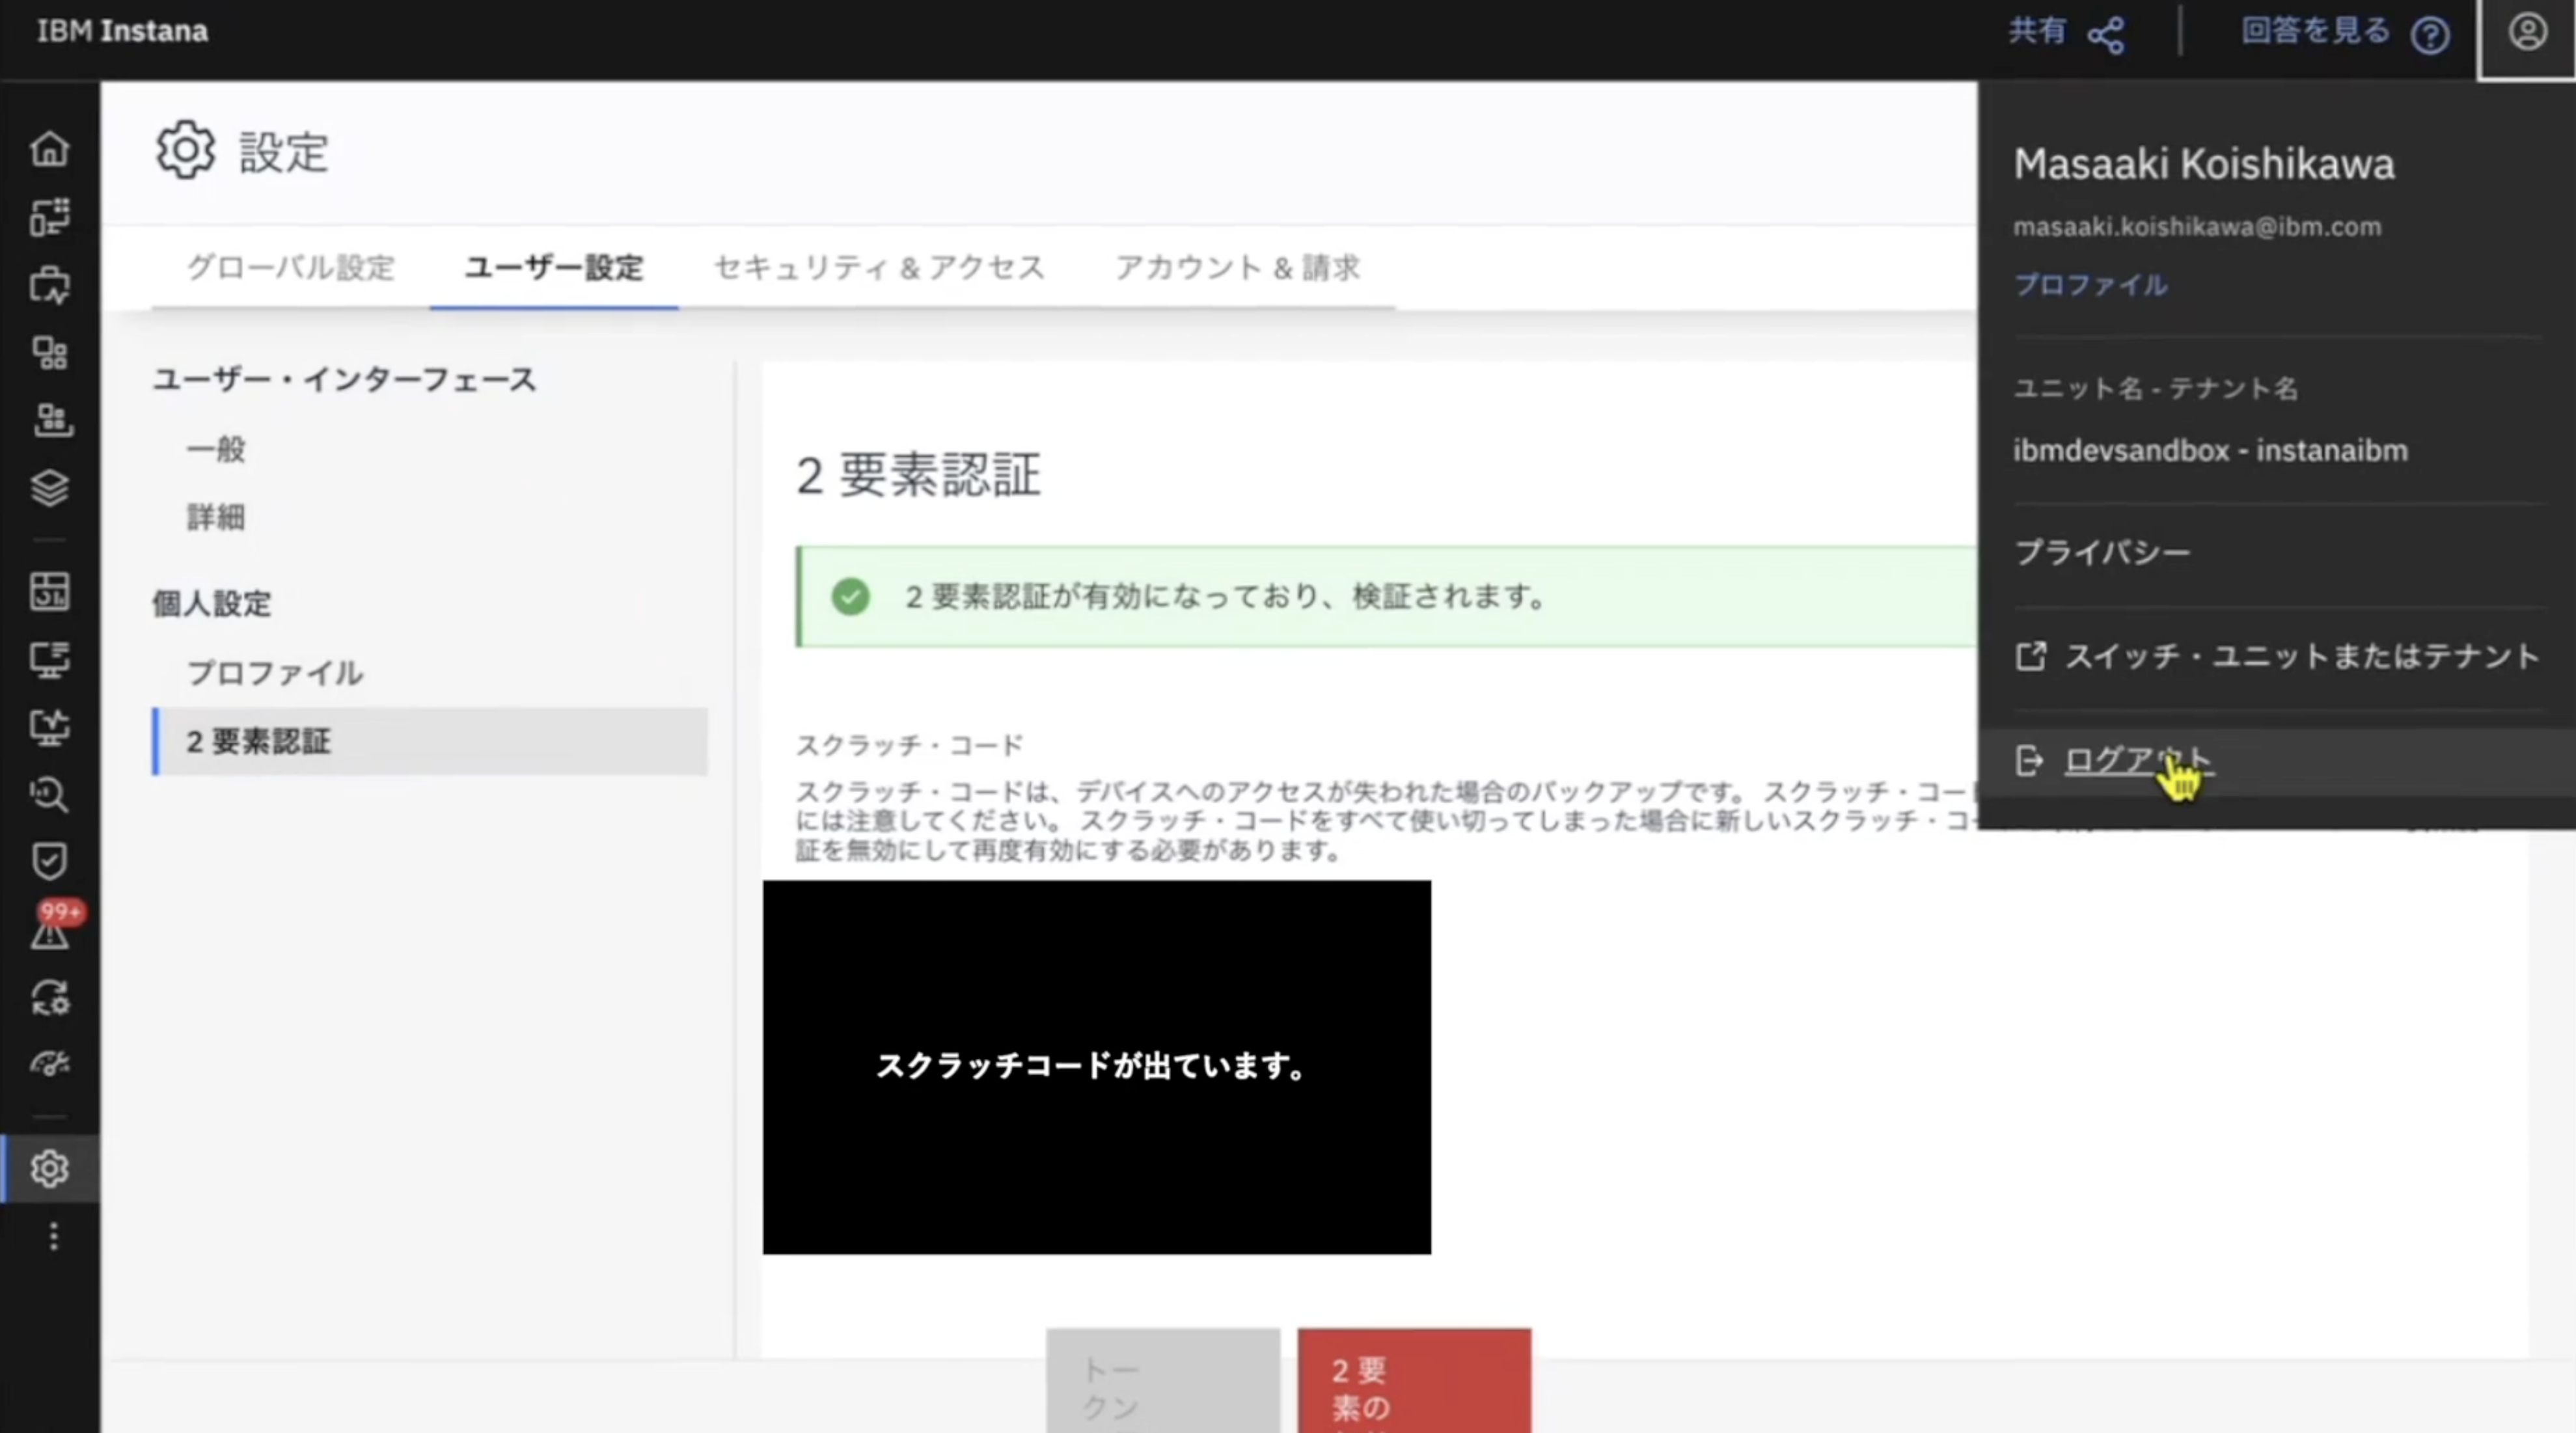 IBM Instana
共有
回答を見る
設定
グローバル設定
ユーザー設定
セキュリティ & アクセス
アカウント & 請求
ユーザー・インターフェース
一般
詳細
個人設定
プロファイル
2 要素認証
2 要素認証
2 要素認証が有効になっており、検証されます。
スクラッチ・コード
スクラッチ・コードは、デバイスへのアクセスが失われた場合のバックアップです。 スクラッチ・コー
には注意してください。 スクラッチ・コードをすべて使い切ってしまった場合に新しいスクラッチ・コー
証を無効にして再度有効にする必要があります。
スクラッチコードが出ています。
トー
クン
2 要
素の
Masaaki Koishikawa
masaaki.koishikawa@ibm.com
プロファイル
ユニット名 - テナント名
ibmdevsandbox - instanaibm
プライバシー
スイッチ・ユニットまたはテナント
ログアウト
99+